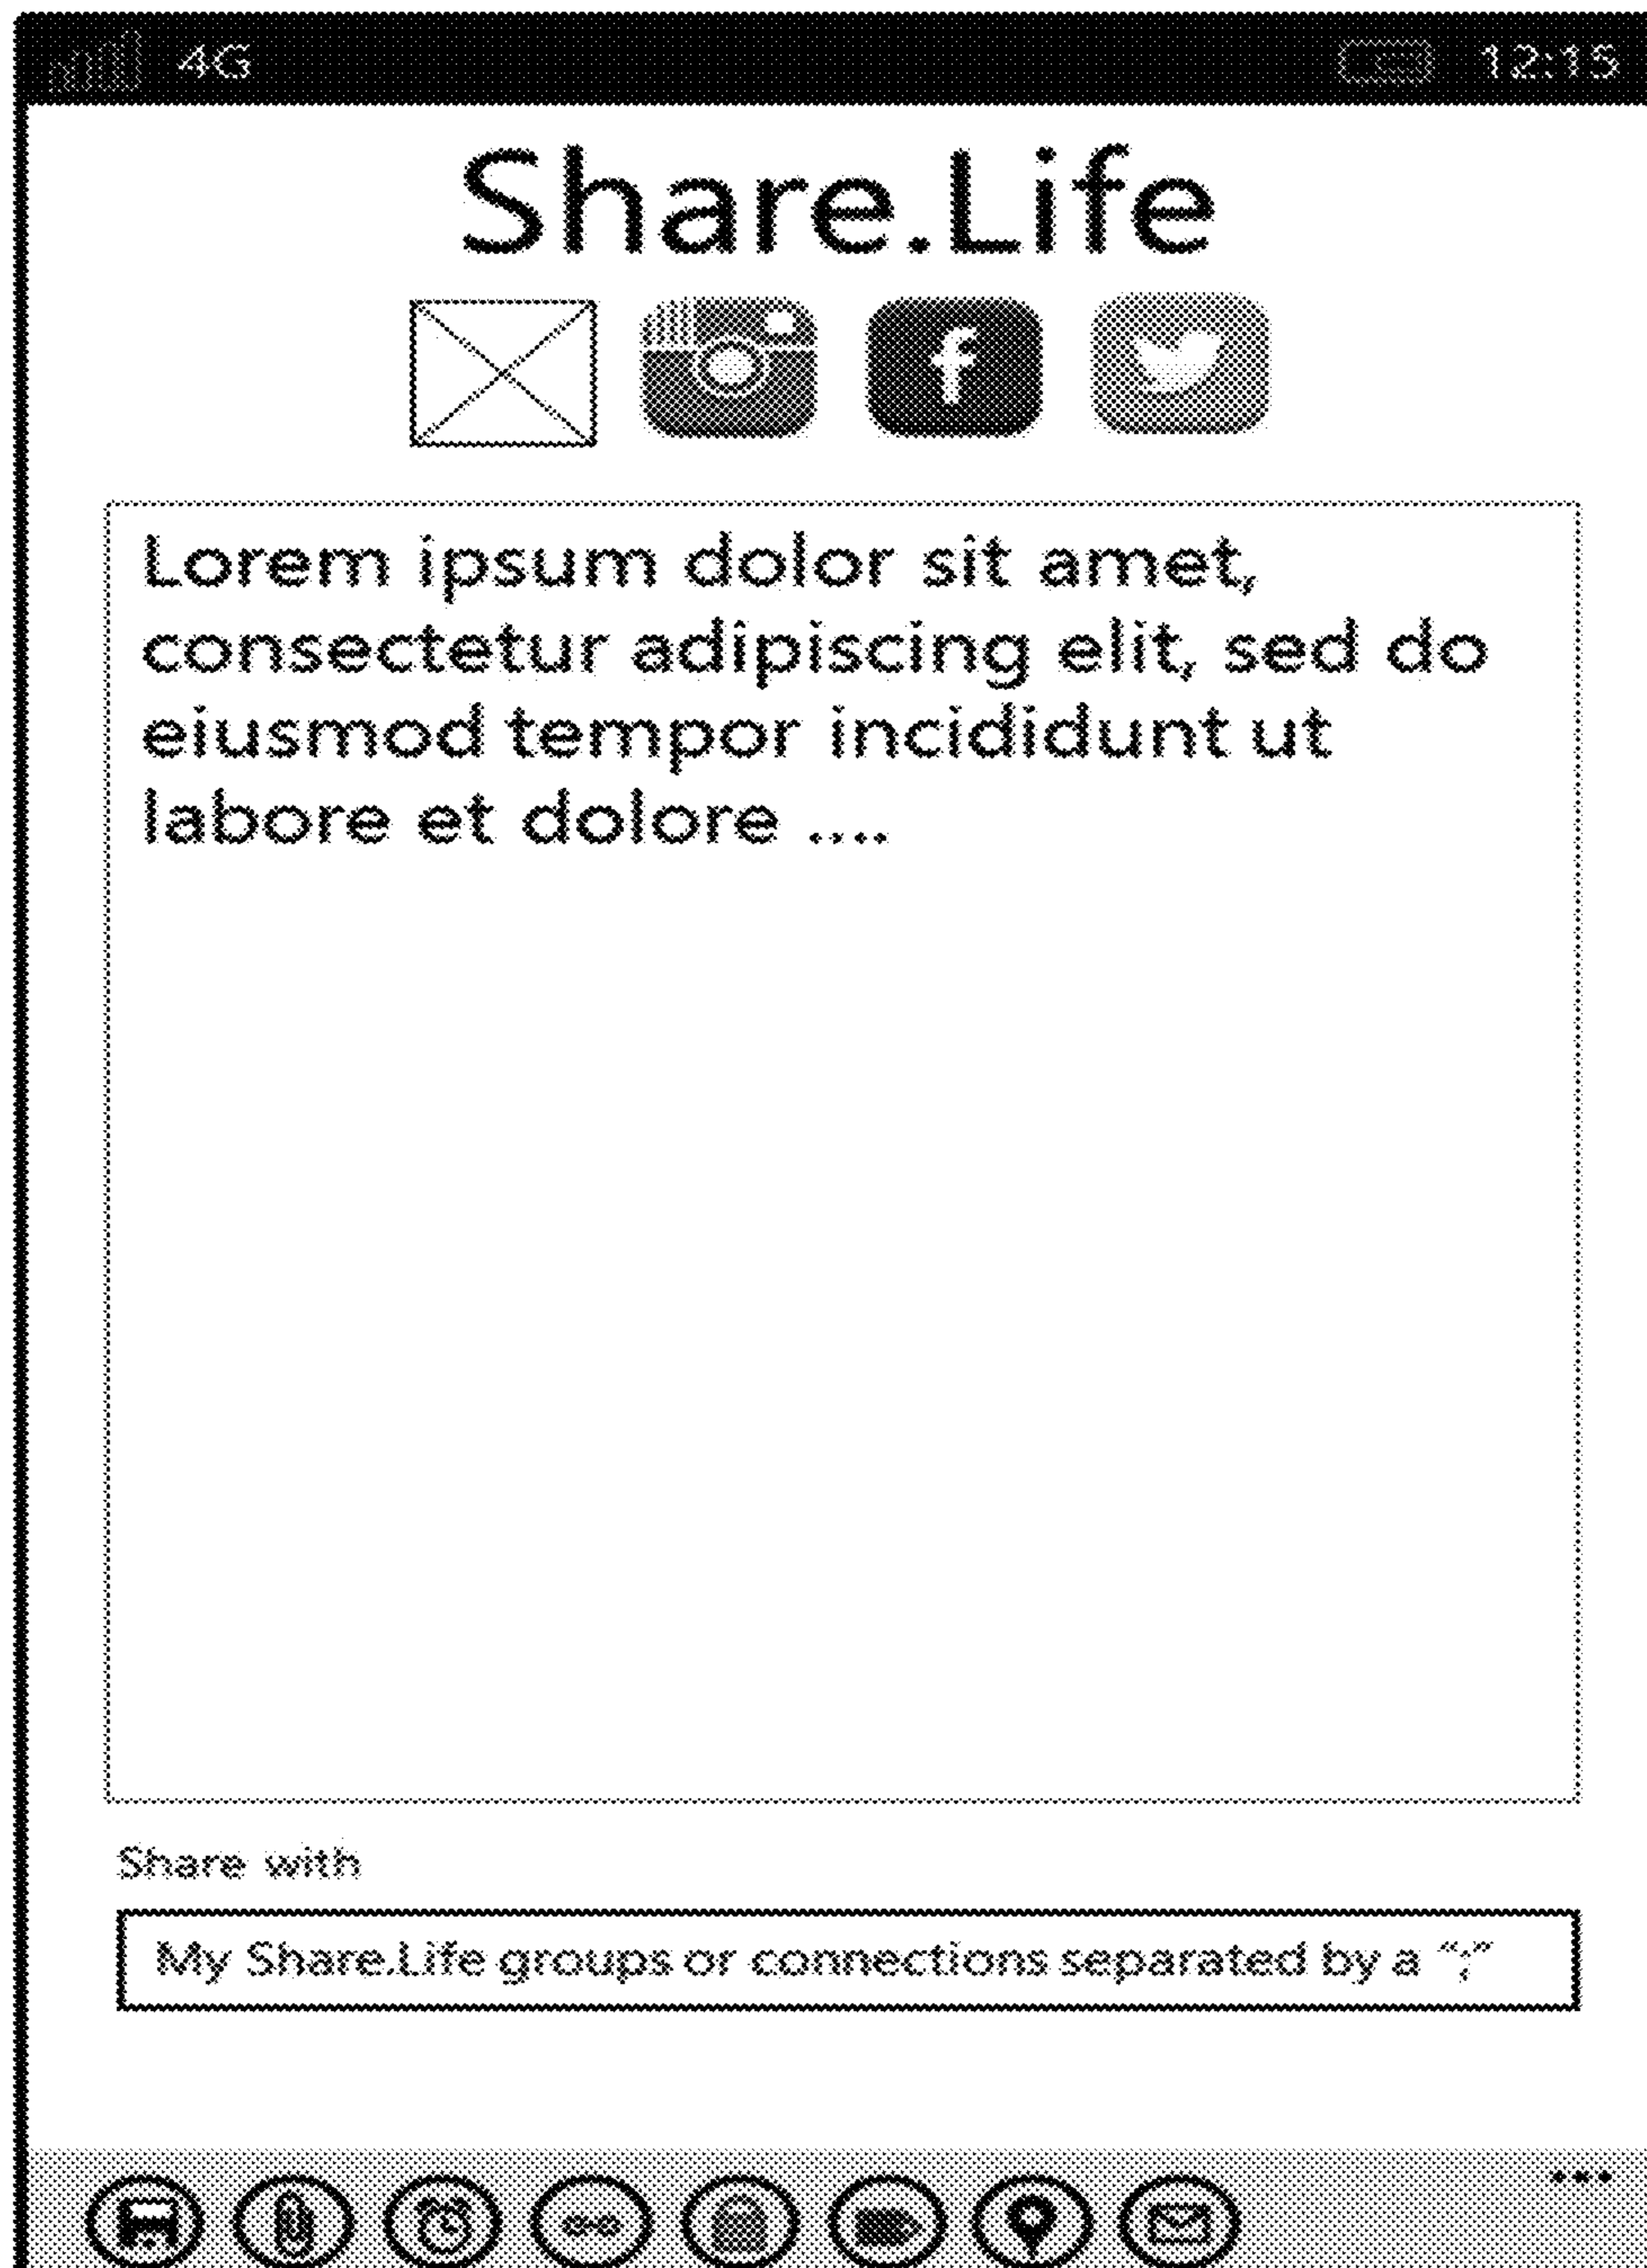 4G 12:15
Share.Life
f
Lorem ipsum dolor sit amet,
consectetur adipiscing elit, sed do
eiusmod tempor incididunt ut
labore et dolore ....
Share with
My Share.Life groups or connections separated by a “;”
...